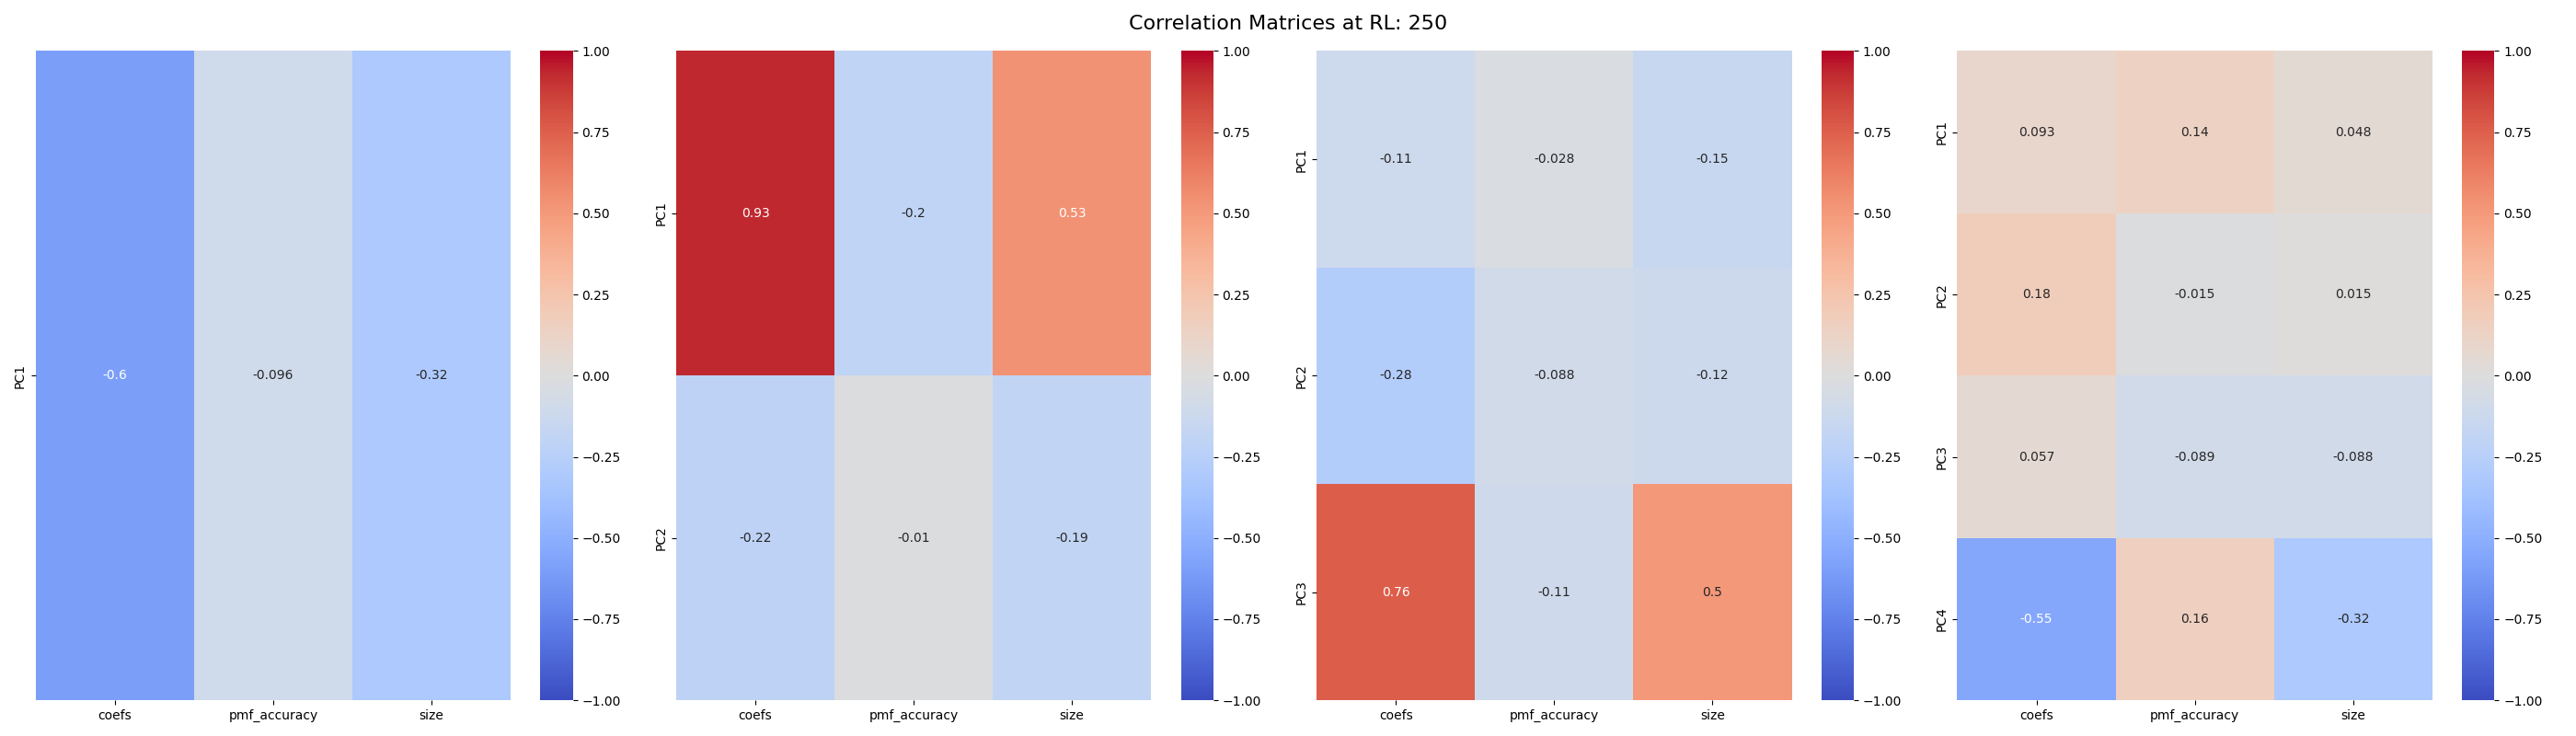 Correlation Matrices at RL: 250
PC1
-0.6
-0.096
-0.32
coefs
pmf_accuracy
size
1.00
0.75
0.50
0.25
0.00
−0.25
−0.50
−0.75
−1.00
PC1
0.93
-0.2
0.53
PC2
-0.22
-0.01
-0.19
coefs
pmf_accuracy
size
1.00
0.75
0.50
0.25
0.00
−0.25
−0.50
−0.75
−1.00
PC1
-0.11
-0.028
-0.15
PC2
-0.28
-0.088
-0.12
PC3
0.76
-0.11
0.5
coefs
pmf_accuracy
size
1.00
0.75
0.50
0.25
0.00
−0.25
−0.50
−0.75
−1.00
PC1
0.093
0.14
0.048
PC2
0.18
-0.015
0.015
PC3
0.057
-0.089
-0.088
PC4
-0.55
0.16
-0.32
coefs
pmf_accuracy
size
1.00
0.75
0.50
0.25
0.00
−0.25
−0.50
−0.75
−1.00